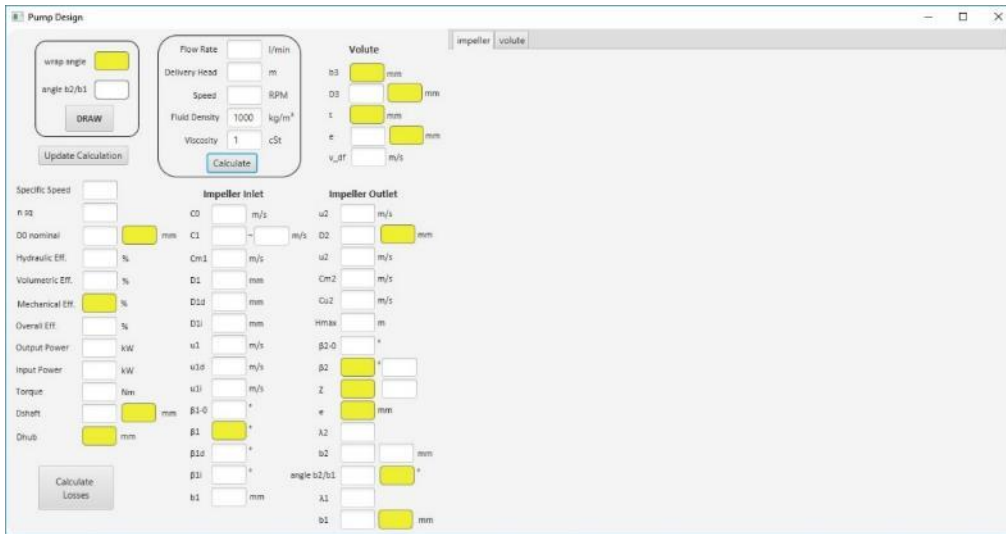 Pump Design
wrap angle
angle b2/b1
DRAW
Update Calculation
Flow Rate l/min
Delivery Head m
Speed RPM
Fluid Density 1000 kg/m³
Viscosity 1 cSt
Calculate
Volute
b3 mm
D3 mm
t mm
e mm
v_df m/s
impeller volute
Specific Speed
n sq
D0 nominal mm
Hydraulic Eff. %
Volumetric Eff. %
Mechanical Eff. %
Overall Eff. %
Output Power kW
Input Power kW
Torque Nm
Dshaft mm
Dhub mm
Calculate
Losses
Impeller Inlet
C0 m/s
C1 ~ m/s
Cm1 m/s
D1 mm
D1d mm
D1i mm
u1 m/s
u1d m/s
u1i m/s
β1-0 °
β1 °
β1d °
β1i °
b1 mm
Impeller Outlet
u2 m/s
D2 mm
u2 m/s
Cm2 m/s
Cu2 m/s
Hmax m
β2-0 °
β2 °
Z
e mm
λ2
b2 mm
angle b2/b1 °
λ1
b1 mm